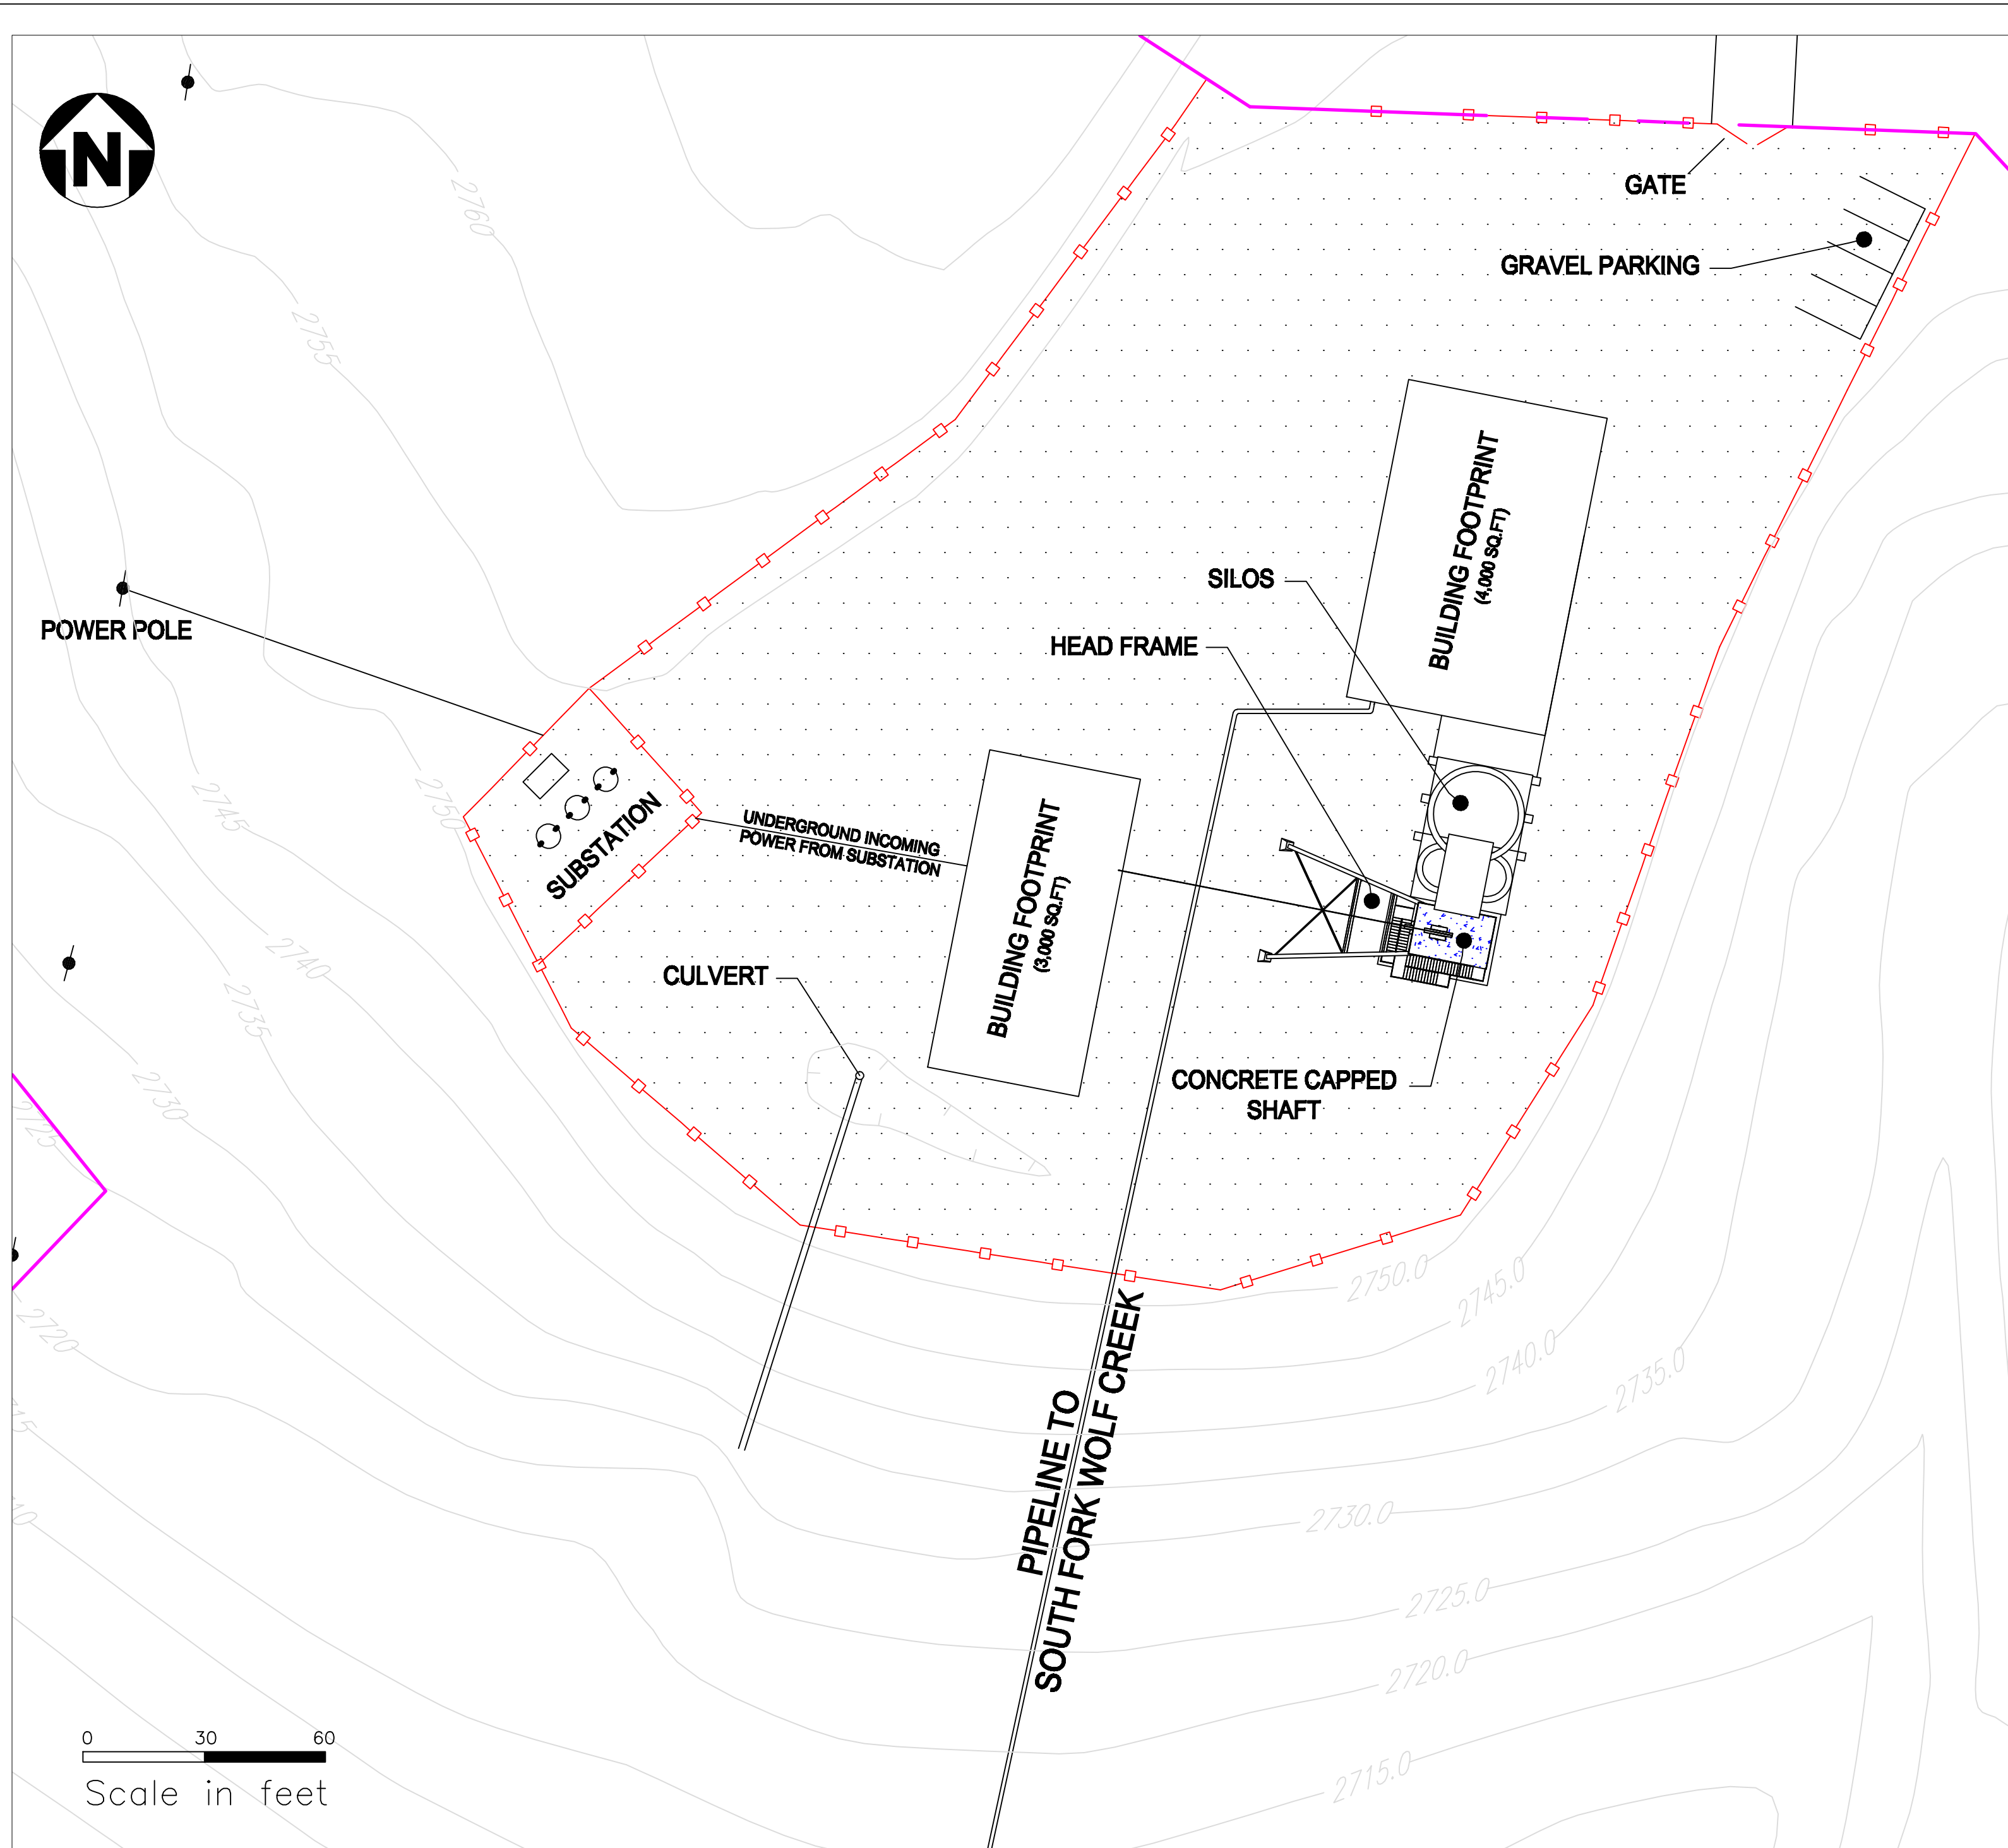 N
2760
GATE
GRAVEL PARKING
2755
BUILDING FOOTPRINT
(4,000 SQ.FT)
SILOS
POWER POLE
HEAD FRAME
2745
2750
SUBSTATION
UNDERGROUND INCOMING
POWER FROM SUBSTATION
BUILDING FOOTPRINT
(3,000 SQ.FT)
2740
2735
CULVERT
CONCRETE CAPPED
SHAFT
2730
2725
2720
2750.0
2745.0
2740.0
2735.0
PIPELINE TO
SOUTH FORK WOLF CREEK
15
10
2730.0
2725.0
2720.0
2715.0
0 30 60
Scale in feet